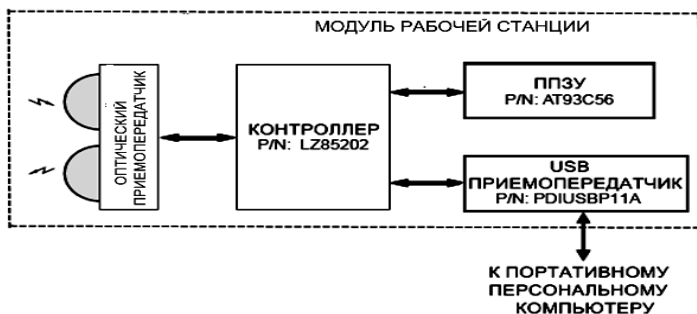 МОДУЛЬ РАБОЧЕЙ СТАНЦИИ
ОПТИЧЕСКИЙ
ПРИЕМОПЕРЕДАТЧИК
КОНТРОЛЛЕР
P/N: LZ85202
ППЗУ
P/N: AT93C56
USB
ПРИЕМОПЕРЕДАТЧИК
P/N: PDIUSBP11A
К ПОРТАТИВНОМУ
ПЕРСОНАЛЬНОМУ
КОМПЬЮТЕРУ